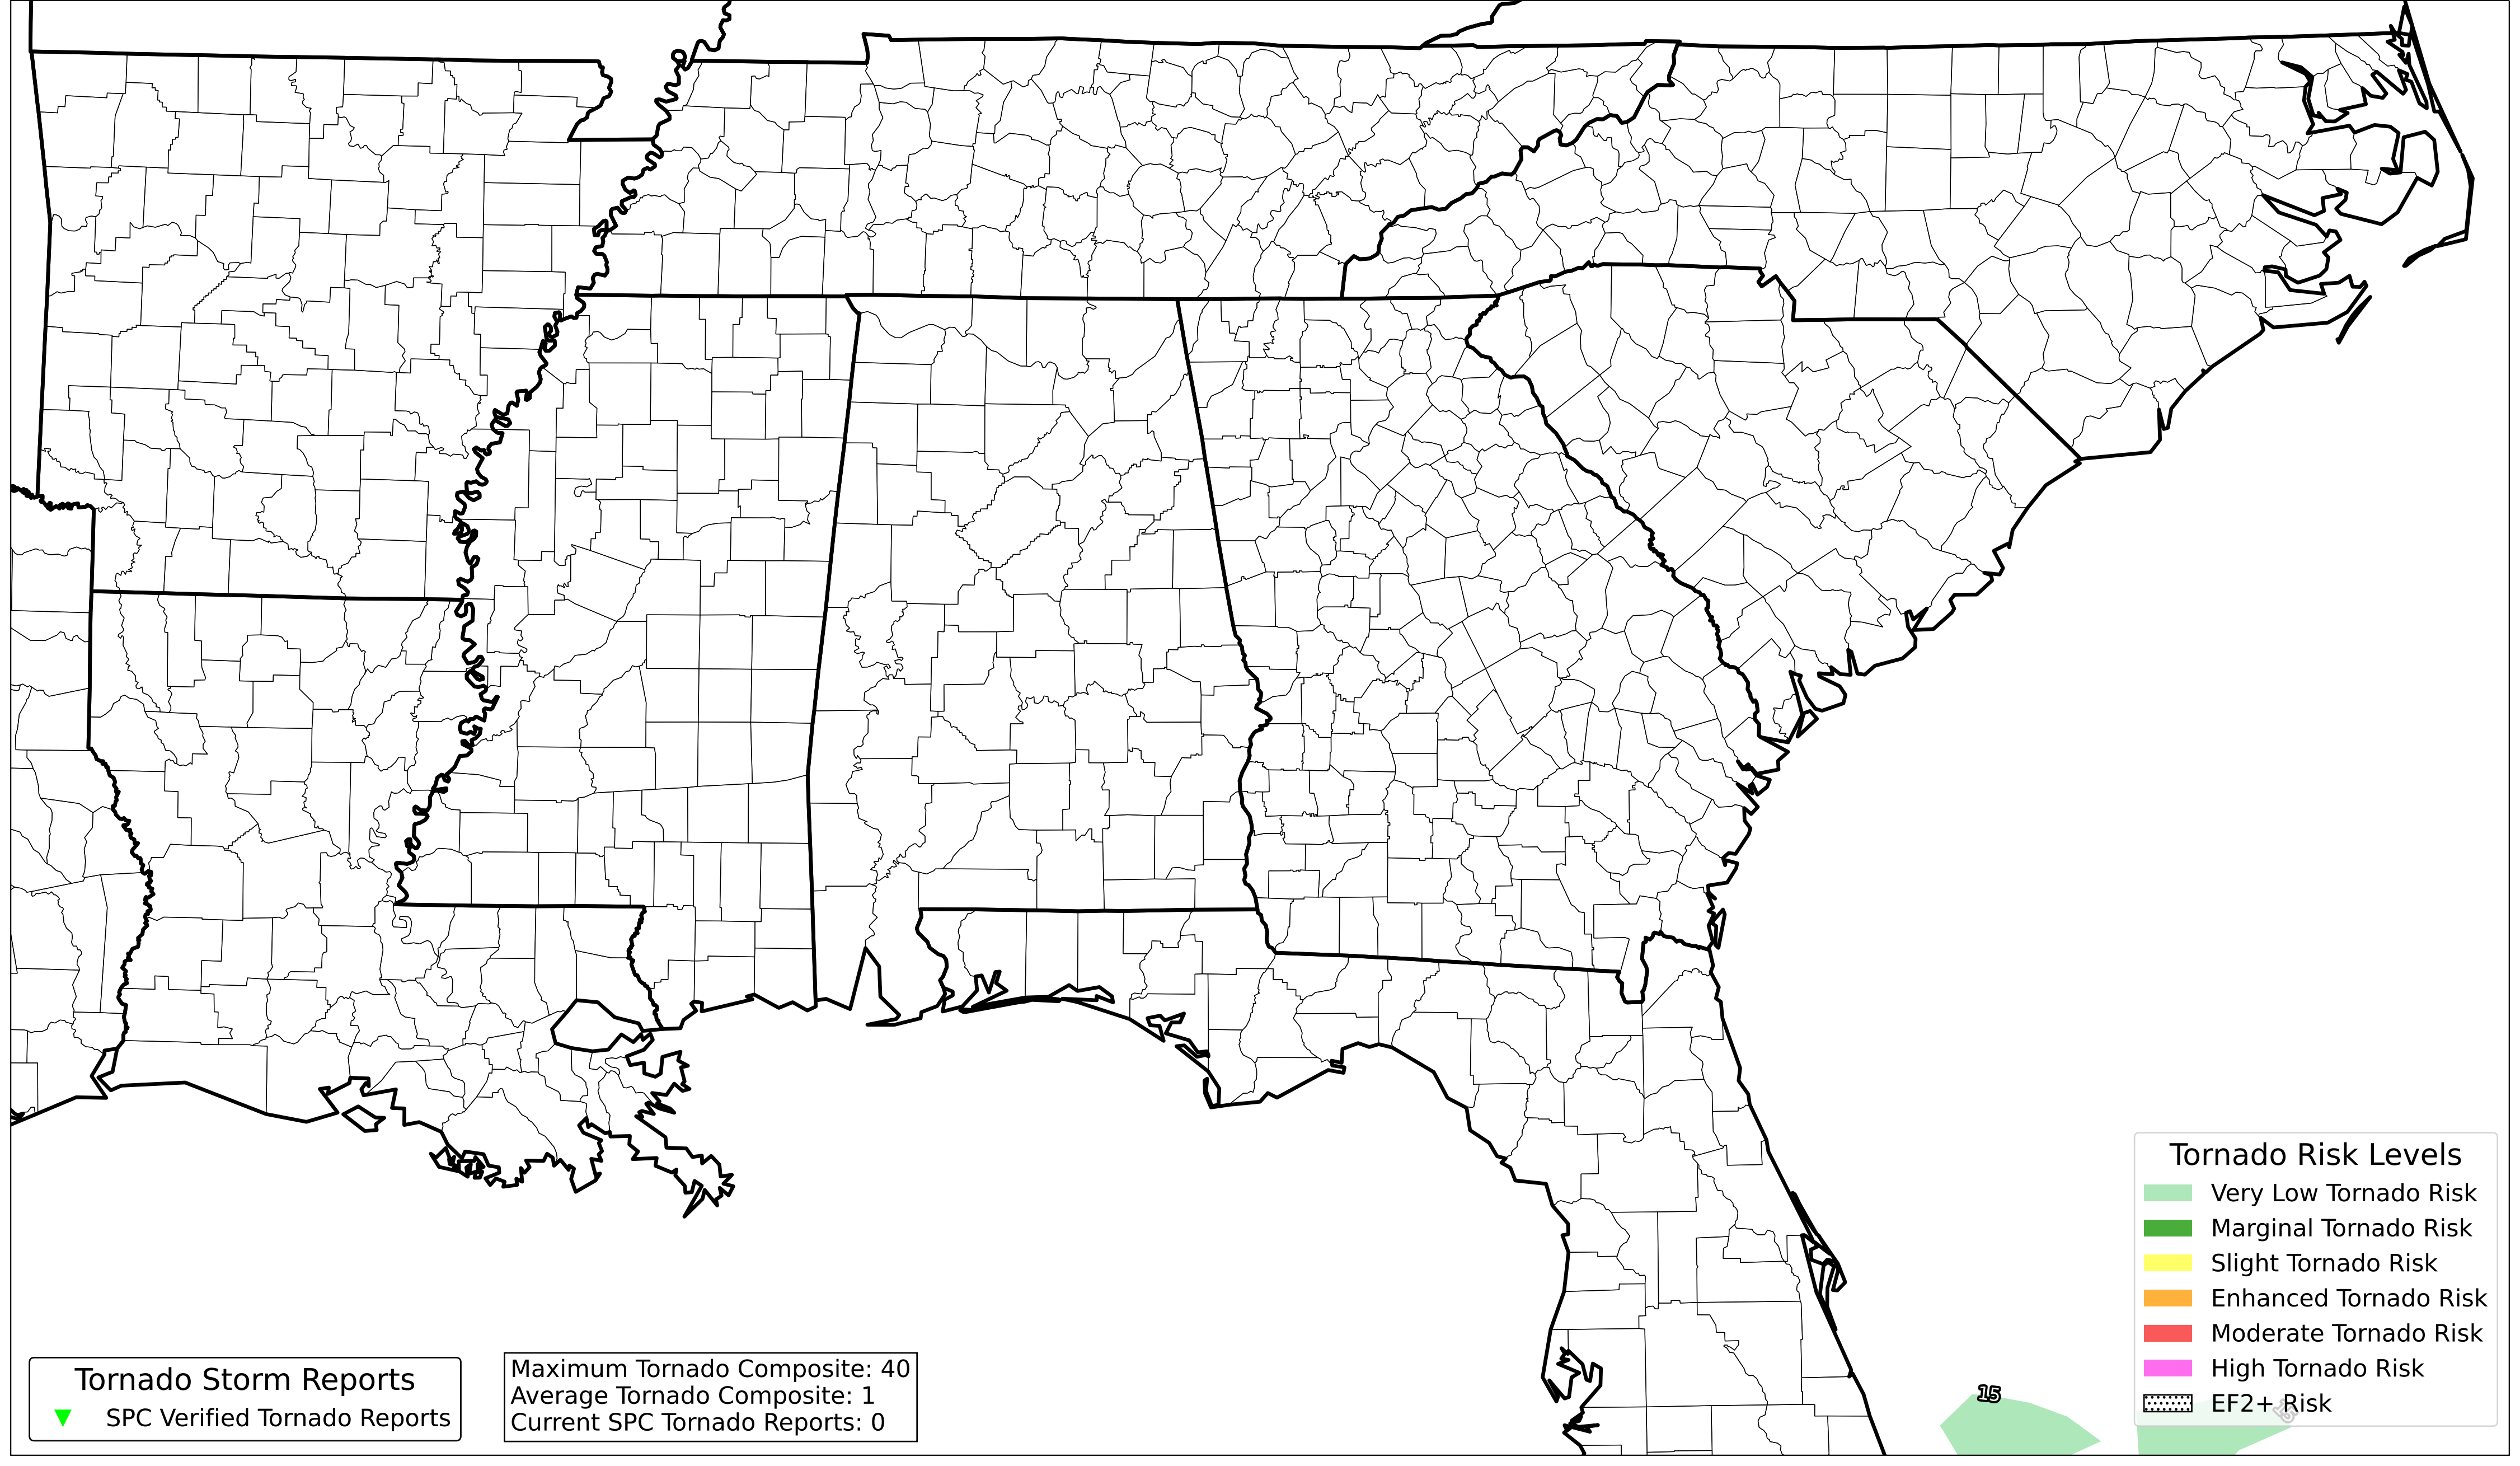 15
Tornado Risk Levels
Very Low Tornado Risk
Marginal Tornado Risk
Slight Tornado Risk
Enhanced Tornado Risk
Moderate Tornado Risk
High Tornado Risk
EF2+ Risk
Tornado Storm Reports
SPC Verified Tornado Reports
Maximum Tornado Composite: 40
Average Tornado Composite: 1
Current SPC Tornado Reports: 0